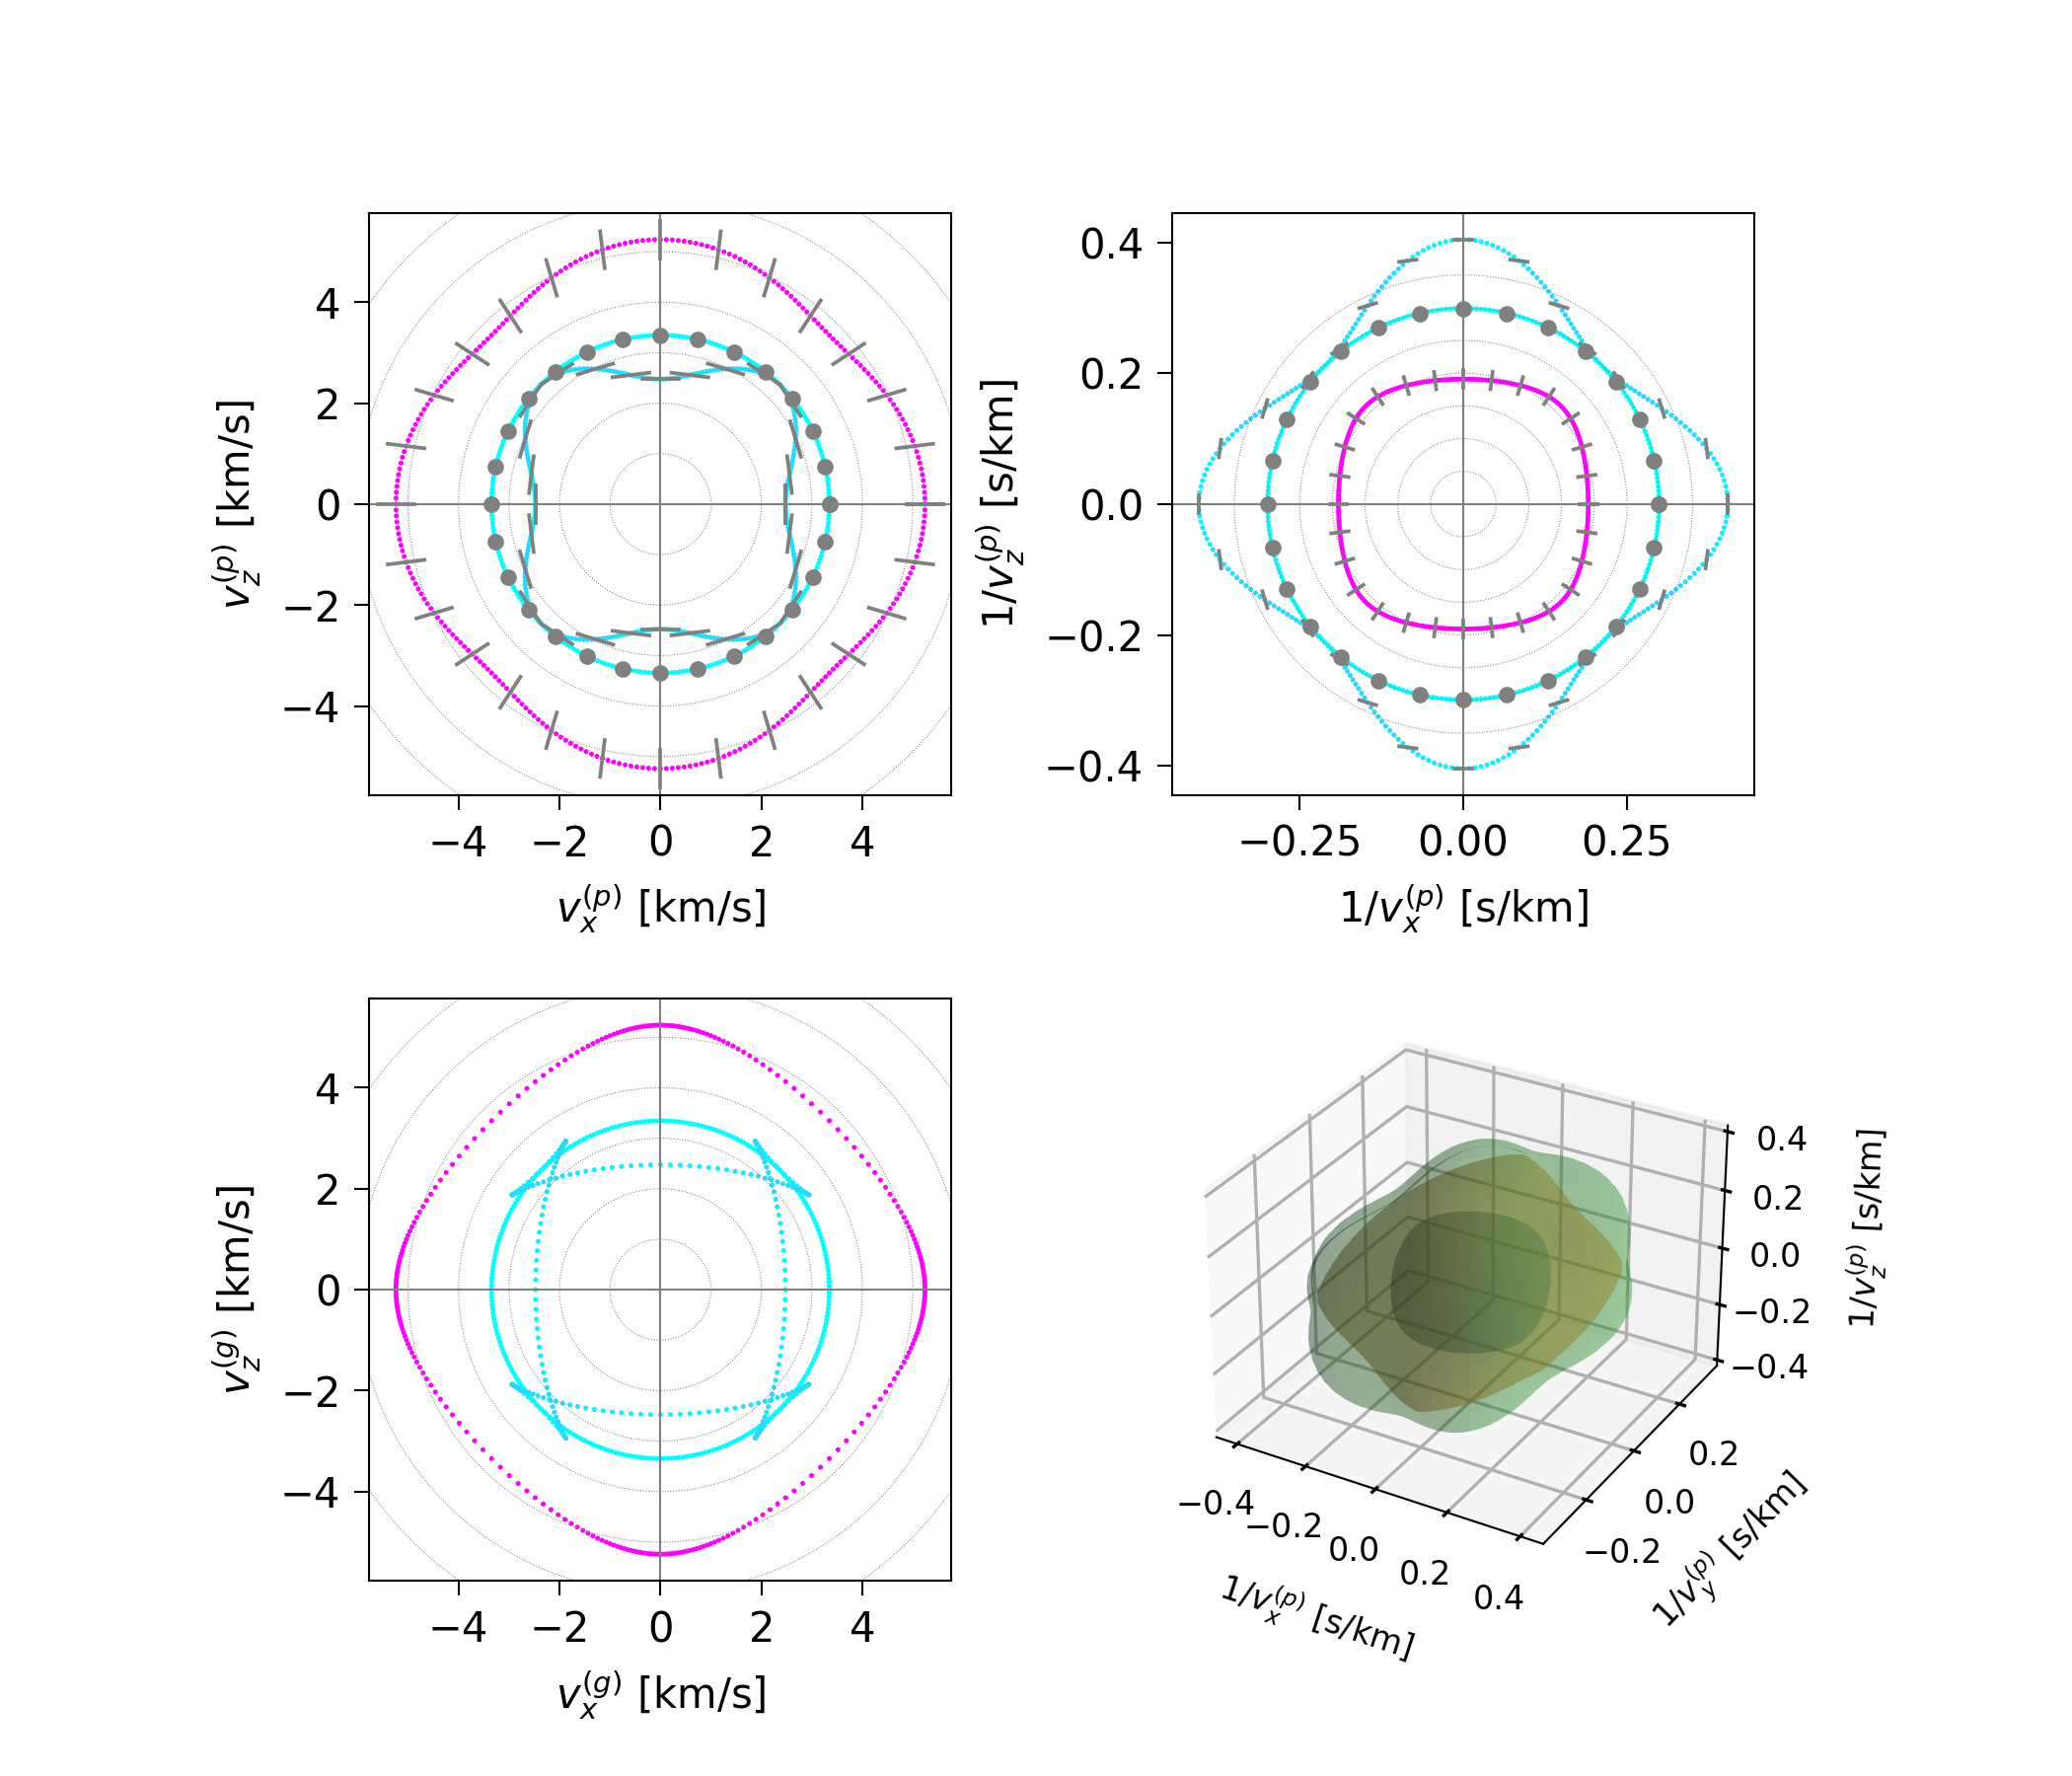 4
2
0
−2
−4
v_z^(p) [km/s]
−4 −2 0 2 4
v_x^(p) [km/s]
0.4
0.2
0.0
−0.2
−0.4
1/v_z^(p) [s/km]
−0.25 0.00 0.25
1/v_x^(p) [s/km]
4
2
0
−2
−4
v_z^(g) [km/s]
−4 −2 0 2 4
v_x^(g) [km/s]
0.4
0.2
0.0
−0.2
−0.4
1/v_z^(p) [s/km]
0.2
0.0
−0.2
1/v_y^(p) [s/km]
−0.4
−0.2
0.0
0.2
0.4
1/v_x^(p) [s/km]